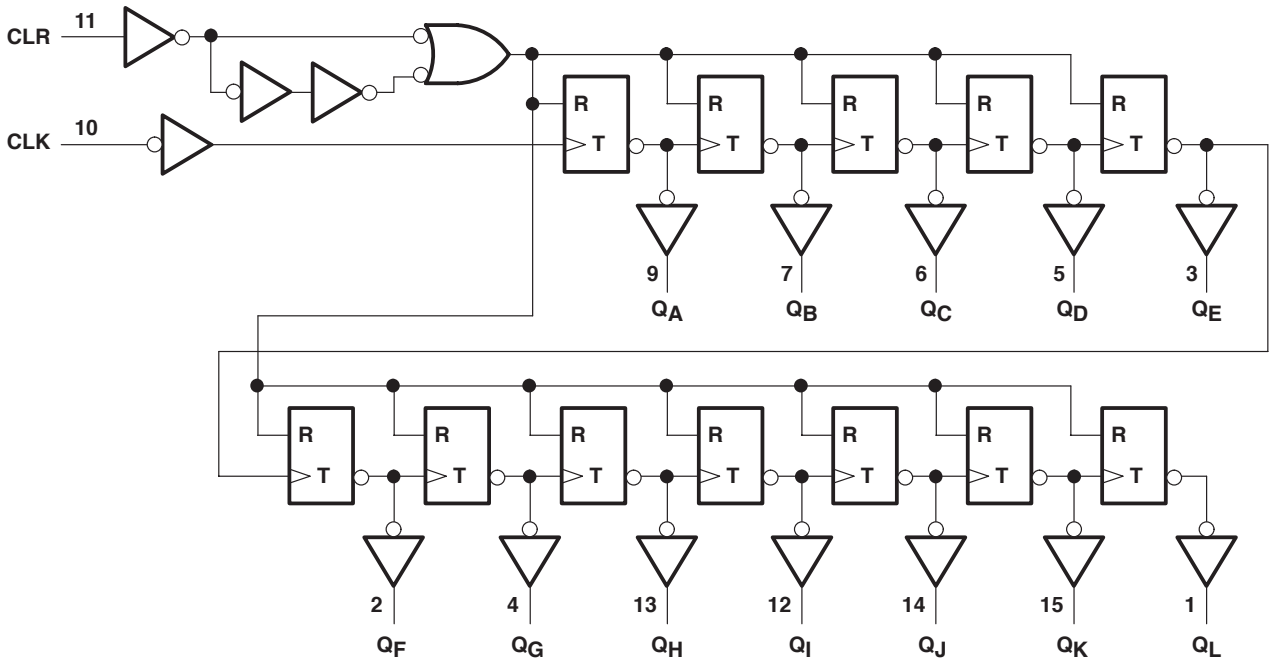 CLR 11
CLK 10
R R R R R
T T T T T
9 7 6 5 3
QA QB QC QD QE
R R R R R R R
T T T T T T T
2 4 13 12 14 15 1
QF QG QH QI QJ QK QL